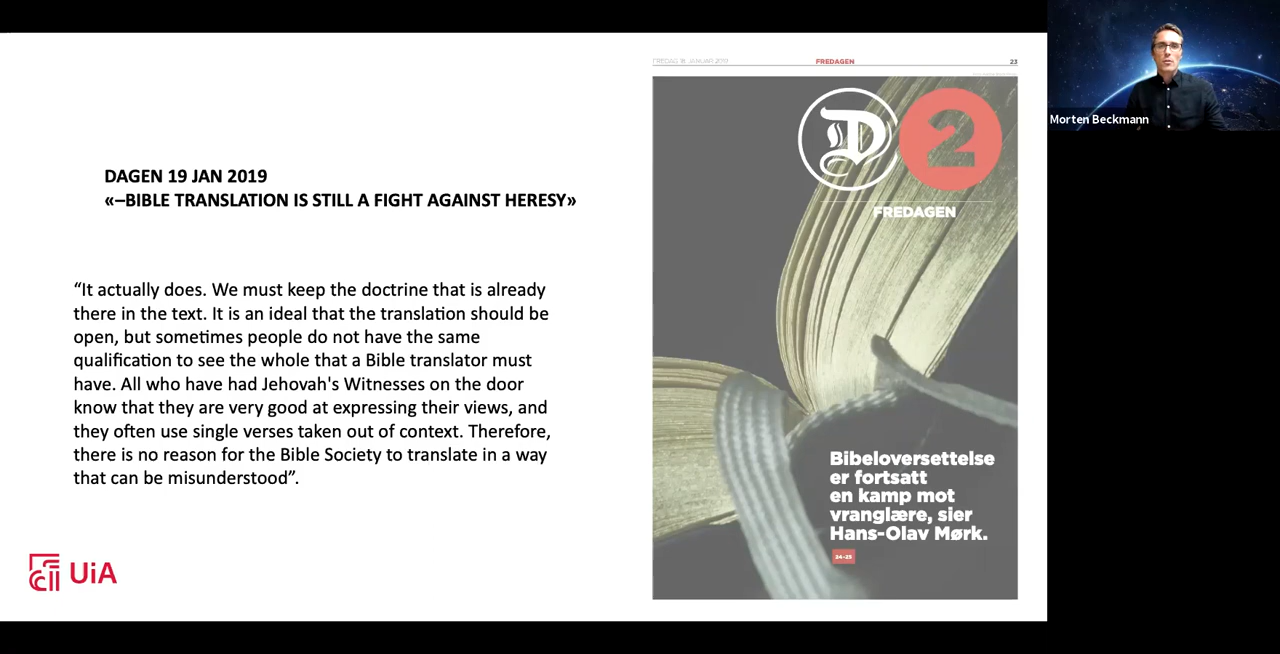 DAGEN 19 JAN 2019
«–BIBLE TRANSLATION IS STILL A FIGHT AGAINST HERESY»
“It actually does. We must keep the doctrine that is already
there in the text. It is an ideal that the translation should be
open, but sometimes people do not have the same
qualification to see the whole that a Bible translator must
have. All who have had Jehovah's Witnesses on the door
know that they are very good at expressing their views, and
they often use single verses taken out of context. Therefore,
there is no reason for the Bible Society to translate in a way
that can be misunderstood”.
UiA
FREDAG 18. JANUAR 2019
FREDAGEN
23
D
2
FREDAGEN
Bibeloversettelse
er fortsatt
en kamp mot
vranglære, sier
Hans-Olav Mørk.
24-25
Morten Beckmann